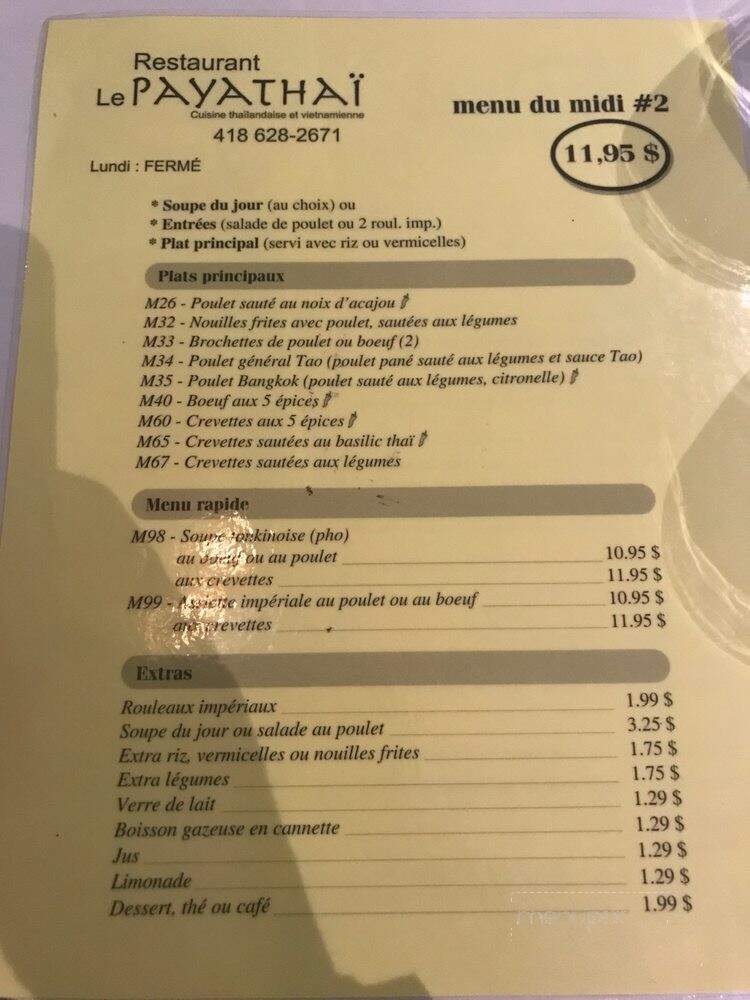 Restaurant
Le PAYATHAÏ
Cuisine thaïlandaise et vietnamienne
418 628-2671
menu du midi #2
11,95 $
Lundi : FERMÉ
* Soupe du jour (au choix) ou
* Entrées (salade de poulet ou 2 roul. imp.)
* Plat principal (servi avec riz ou vermicelles)
Plats principaux
M26 - Poulet sauté au noix d'acajou
M32 - Nouilles frites avec poulet, sautées aux légumes
M33 - Brochettes de poulet ou boeuf (2)
M34 - Poulet général Tao (poulet pané sauté aux légumes et sauce Tao)
M35 - Poulet Bangkok (poulet sauté aux légumes, citronelle)
M40 - Boeuf aux 5 épices
M60 - Crevettes aux 5 épices
M65 - Crevettes sautées au basilic thaï
M67 - Crevettes sautées aux légumes
Menu rapide
M98 - Soupe tonkinoise (pho)
au boeuf ou au poulet 10.95 $
aux crevettes 11.95 $
M99 - Assiette impériale au poulet ou au boeuf 10.95 $
aux crevettes 11.95 $
Extras
Rouleaux impériaux 1.99 $
Soupe du jour ou salade au poulet 3.25 $
Extra riz, vermicelles ou nouilles frites 1.75 $
Extra légumes 1.75 $
Verre de lait 1.29 $
Boisson gazeuse en cannette 1.29 $
Jus 1.29 $
Limonade 1.29 $
Dessert, thé ou café 1.99 $